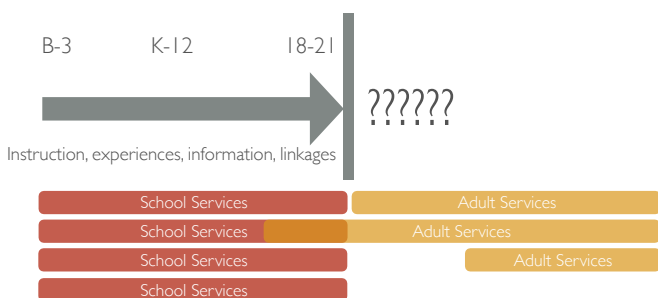 B-3 K-12 18-21
??????
Instruction, experiences, information, linkages
School Services Adult Services
School Services Adult Services
School Services Adult Services
School Services